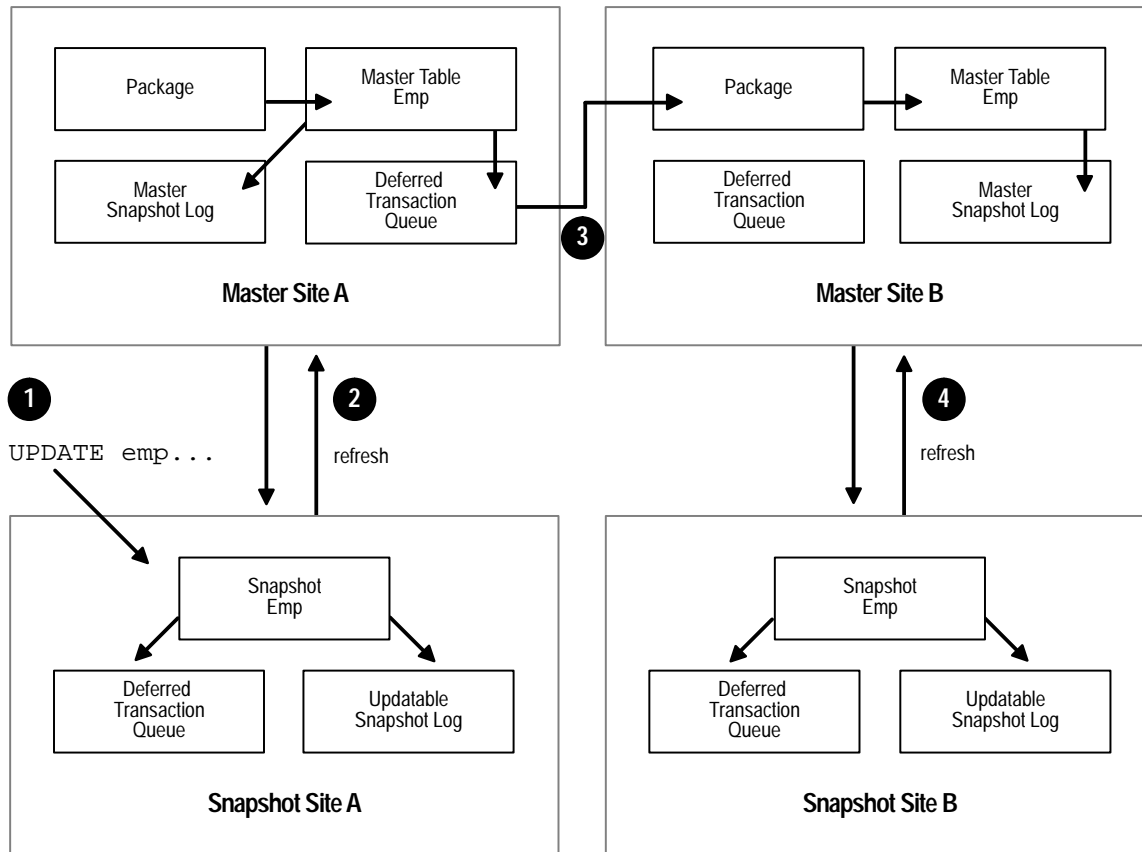 Package
Master Table
Emp
Master
Snapshot Log
Deferred
Transaction
Queue
Master Site A
Package
Master Table
Emp
Deferred
Transaction
Queue
Master
Snapshot Log
Master Site B
3
1
UPDATE emp...
2
refresh
4
refresh
Snapshot
Emp
Deferred
Transaction
Queue
Updatable
Snapshot Log
Snapshot Site A
Snapshot
Emp
Deferred
Transaction
Queue
Updatable
Snapshot Log
Snapshot Site B